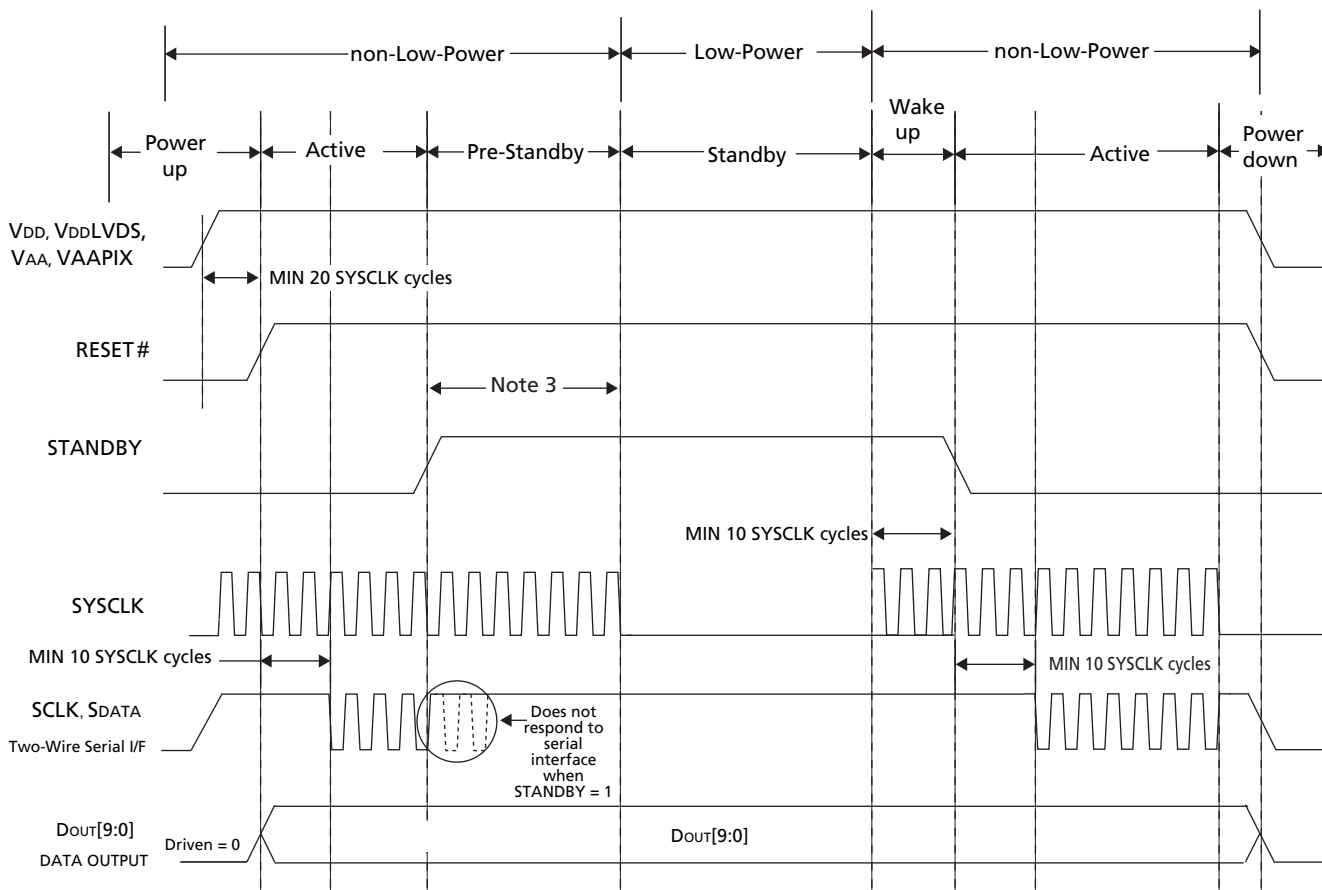 non-Low-Power
Low-Power
non-Low-Power
Power
up
Active
Pre-Standby
Standby
Wake
up
Active
Power
down
VDD, VDDLVDS,
VAA, VAAPIX
MIN 20 SYSCLK cycles
RESET#
Note 3
STANDBY
MIN 10 SYSCLK cycles
SYSCLK
MIN 10 SYSCLK cycles
MIN 10 SYSCLK cycles
SCLK, SDATA
Two-Wire Serial I/F
Does not
respond to
serial
interface
when
STANDBY = 1
DOUT[9:0]
DATA OUTPUT
Driven = 0
DOUT[9:0]